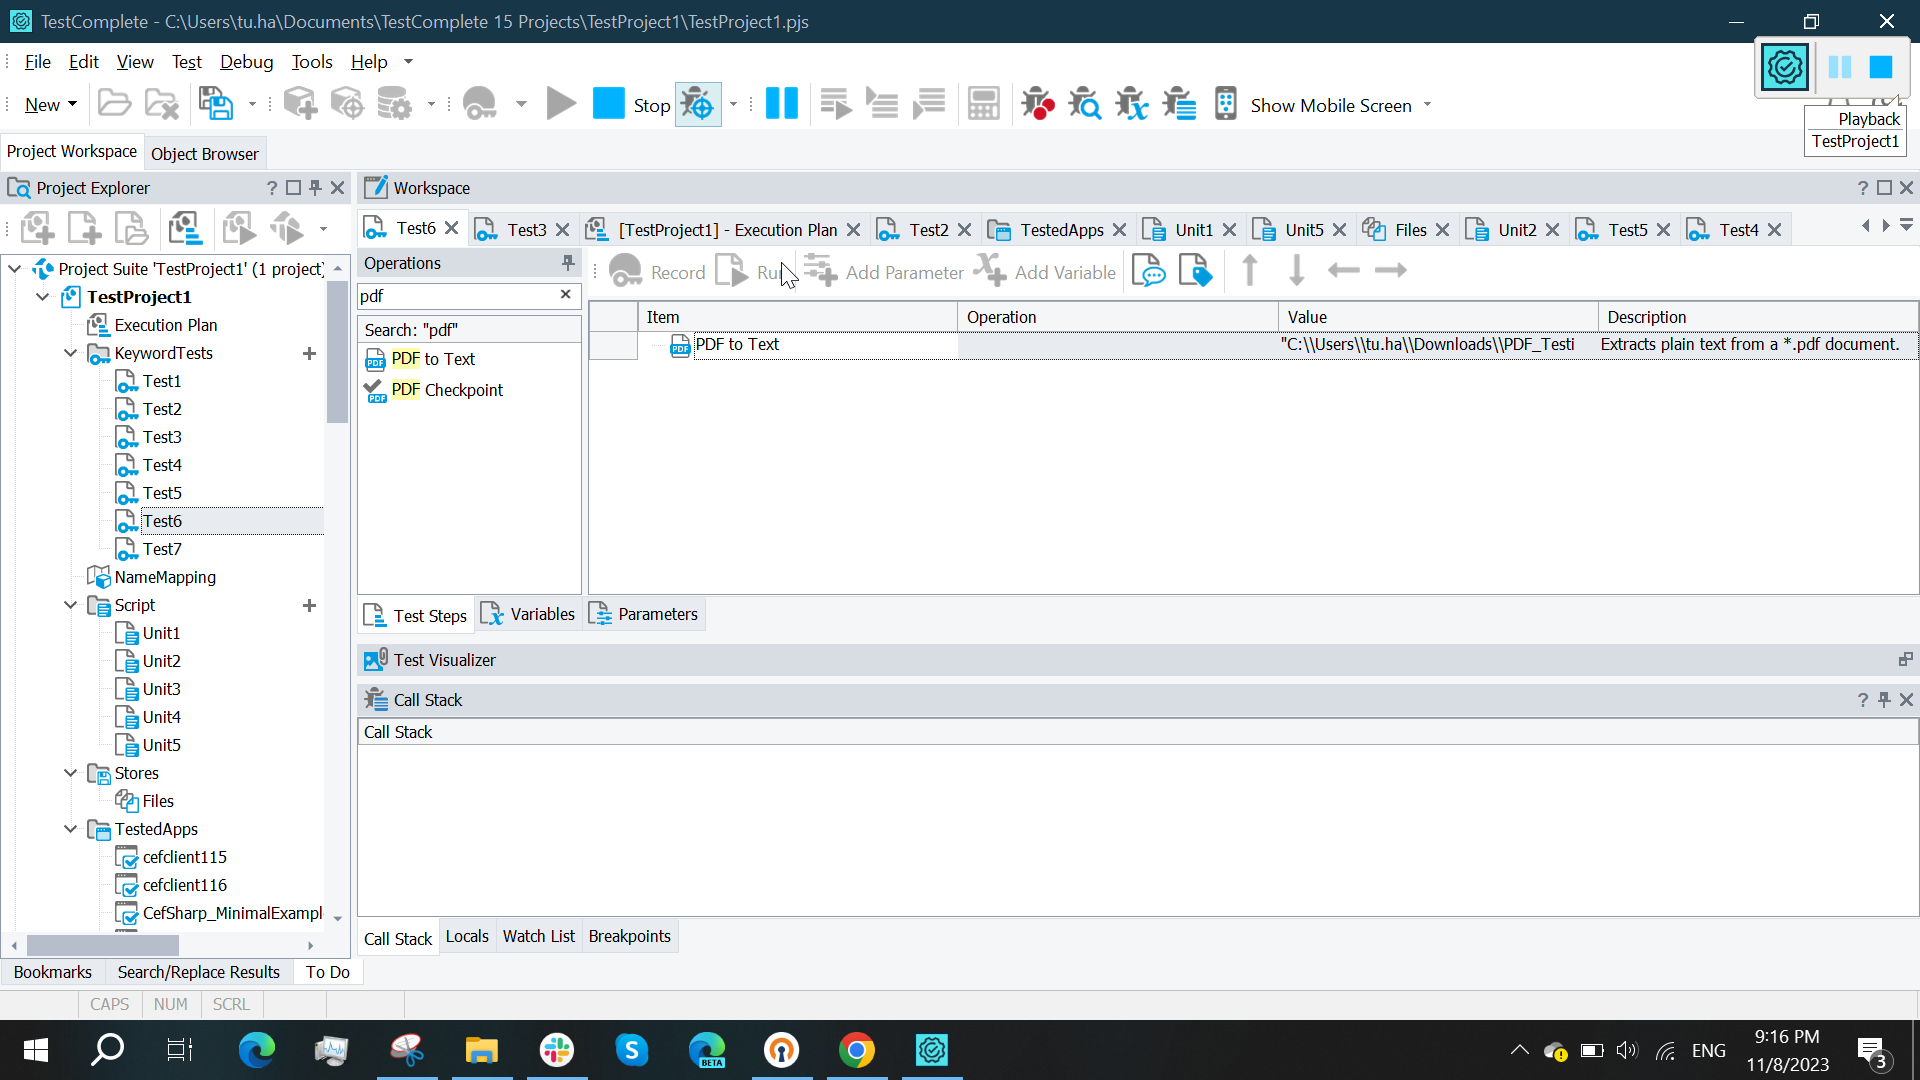 TestComplete - C:\Users\tu.ha\Documents\TestComplete 15 Projects\TestProject1\TestProject1.pjs
File Edit View Test Debug Tools Help
New Stop Show Mobile Screen
Playback
TestProject1
Project Workspace Object Browser
Project Explorer
Workspace
Test6 Test3 [TestProject1] - Execution Plan Test2 TestedApps Unit1 Unit5 Files Unit2 Test5 Test4
Project Suite 'TestProject1' (1 project)
TestProject1
Execution Plan
KeywordTests
Test1
Test2
Test3
Test4
Test5
Test6
Test7
NameMapping
Script
Unit1
Unit2
Unit3
Unit4
Unit5
Stores
Files
TestedApps
cefclient115
cefclient116
CefSharp_MinimalExampl
Operations
pdf
Search: "pdf"
PDF to Text
PDF Checkpoint
Record Run Add Parameter Add Variable
Item Operation Value Description
PDF to Text "C:\\Users\\tu.ha\\Downloads\\PDF_Testi Extracts plain text from a *.pdf document.
Test Steps Variables Parameters
Test Visualizer
Call Stack
Call Stack
Call Stack Locals Watch List Breakpoints
Bookmarks Search/Replace Results To Do
CAPS NUM SCRL
BETA
ENG
9:16 PM
11/8/2023
3